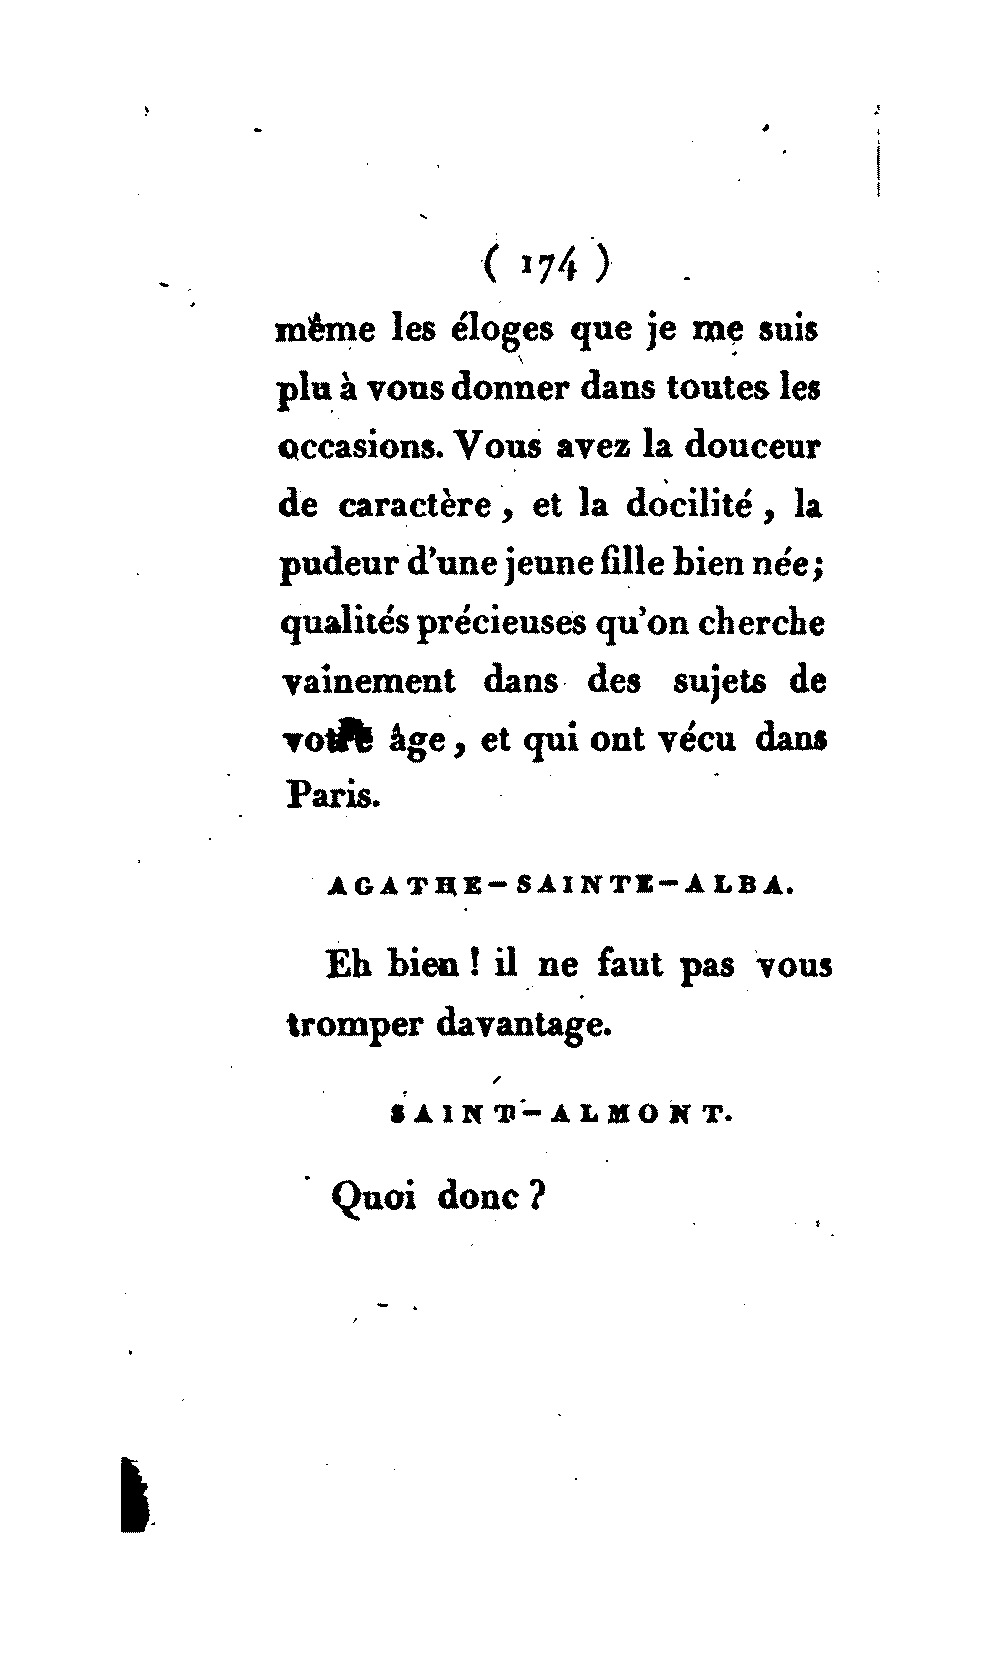 ( 174 )
même les éloges que je me suis
plu à vous donner dans toutes les
occasions. Vous avez la douceur
de caractère , et la docilité , la
pudeur d'une jeune fille bien née;
qualités précieuses qu'on cherche
vainement dans des sujets de
votre âge , et qui ont vécu dans
Paris.
AGATHE-SAINTE-ALBA.
Eh bien ! il ne faut pas vous
tromper davantage.
SAINT-ALMONT.
Quoi donc ?